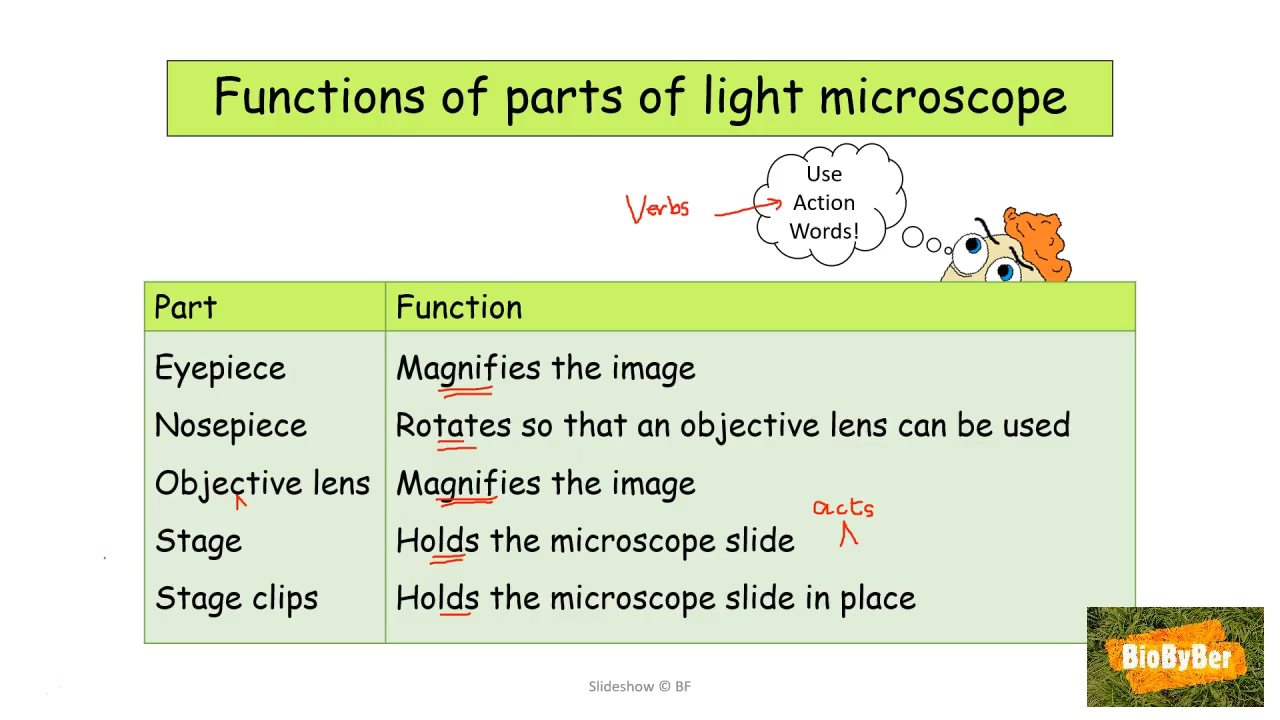 Functions of parts of light microscope
Use
Action
Words!
Verbs
Part Function
Eyepiece Magnifies the image
Nosepiece Rotates so that an objective lens can be used
Objective lens Magnifies the image
acts
Stage Holds the microscope slide
Stage clips Holds the microscope slide in place
BioByBer
Slideshow © BF